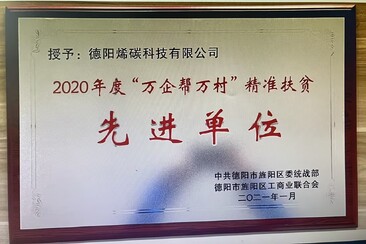 授予：德阳烯碳科技有限公司
2020年度“万企帮万村”精准扶贫
先进单位
中共德阳市旌阳区委统战部
德阳市旌阳区工商业联合会
二〇二一年一月